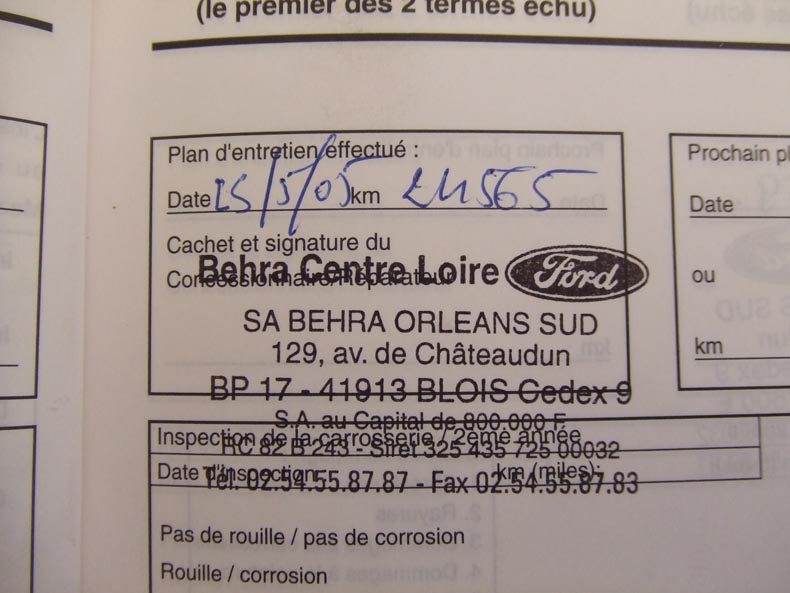 (le premier des 2 termes échu)
Plan d'entretien effectué :
Date 25/5/05 km 24565
Cachet et signature du
Concessionnaire/Réparateur
Behra Centre Loire Ford
SA BEHRA ORLEANS SUD
129, av. de Châteaudun
BP 17 - 41913 BLOIS Cedex 9
S.A. au Capital de 800.000 F.
RC 82 B 243 - Siret 325 435 725 00032
Tél. 02.54.55.87.87 - Fax 02.54.55.87.83
Inspection de la carrosserie / 2ème année
Date d'inspection: km (miles):
Pas de rouille / pas de corrosion
Rouille / corrosion
Prochain
Date
ou
km